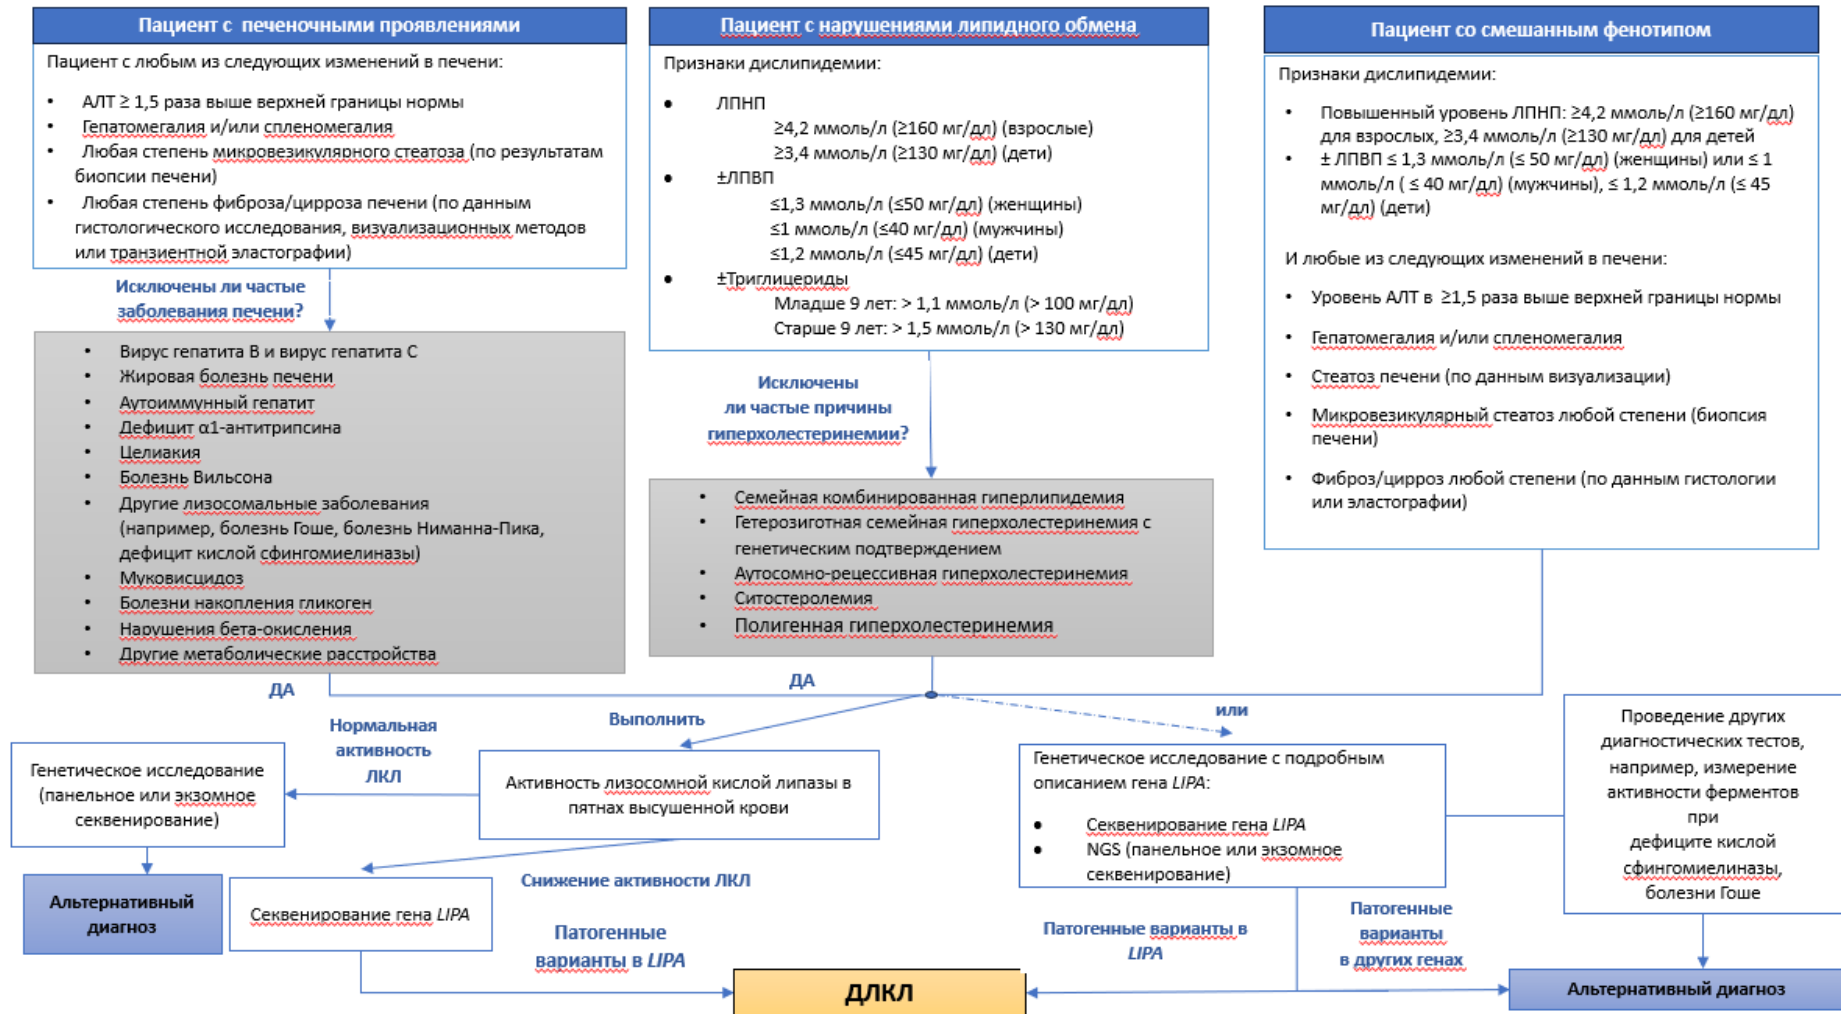 Пациент с печеночными проявлениями
Пациент с любым из следующих изменений в печени:
• АЛТ ≥ 1,5 раза выше верхней границы нормы
• Гепатомегалия и/или спленомегалия
• Любая степень микровезикулярного стеатоза (по результатам
биопсии печени)
• Любая степень фиброза/цирроза печени (по данным
гистологического исследования, визуализационных методов
или транзиентной эластографии)
Исключены ли частые
заболевания печени?
• Вирус гепатита В и вирус гепатита С
• Жировая болезнь печени
• Аутоиммунный гепатит
• Дефицит α1-антитрипсина
• Целиакия
• Болезнь Вильсона
• Другие лизосомальные заболевания
(например, болезнь Гоше, болезнь Ниманна-Пика,
дефицит кислой сфингомиелиназы)
• Муковисцидоз
• Болезни накопления гликоген
• Нарушения бета-окисления
• Другие метаболические расстройства
ДА
Пациент с нарушениями липидного обмена
Признаки дислипидемии:
• ЛПНП
≥4,2 ммоль/л (≥160 мг/дл) (взрослые)
≥3,4 ммоль/л (≥130 мг/дл) (дети)
• ±ЛПВП
≤1,3 ммоль/л (≤50 мг/дл) (женщины)
≤1 ммоль/л (≤40 мг/дл) (мужчины)
≤1,2 ммоль/л (≤45 мг/дл) (дети)
• ±Триглицериды
Младше 9 лет: > 1,1 ммоль/л (> 100 мг/дл)
Старше 9 лет: > 1,5 ммоль/л (> 130 мг/дл)
Исключены
ли частые причины
гиперхолестеринемии?
• Семейная комбинированная гиперлипидемия
• Гетерозиготная семейная гиперхолестеринемия с
генетическим подтверждением
• Аутосомно-рецессивная гиперхолестеринемия
• Ситостеролемия
• Полигенная гиперхолестеринемия
ДА
Пациент со смешанным фенотипом
Признаки дислипидемии:
• Повышенный уровень ЛПНП: ≥4,2 ммоль/л (≥160 мг/дл)
для взрослых, ≥3,4 ммоль/л (≥130 мг/дл) для детей
• ± ЛПВП ≤ 1,3 ммоль/л (≤ 50 мг/дл) (женщины) или ≤ 1
ммоль/л ( ≤ 40 мг/дл) (мужчины), ≤ 1,2 ммоль/л (≤ 45
мг/дл) (дети)
И любые из следующих изменений в печени:
• Уровень АЛТ в ≥1,5 раза выше верхней границы нормы
• Гепатомегалия и/или спленомегалия
• Стеатоз печени (по данным визуализации)
• Микровезикулярный стеатоз любой степени (биопсия
печени)
• Фиброз/цирроз любой степени (по данным гистологии
или эластографии)
Нормальная
активность
ЛКЛ
Выполнить
или
Генетическое исследование
(панельное или экзомное
секвенирование)
Активность лизосомной кислой липазы в
пятнах высушенной крови
Генетическое исследование с подробным
описанием гена LIPA:
• Секвенирование гена LIPA
• NGS (панельное или экзомное
секвенирование)
Проведение других
диагностических тестов,
например, измерение
активности ферментов
при
дефиците кислой
сфингомиелиназы,
болезни Гоше
Альтернативный
диагноз
Снижение активности ЛКЛ
Секвенирование гена LIPA
Патогенные
варианты в LIPA
Патогенные варианты в
LIPA
Патогенные
варианты
в других генах
ДЛКЛ
Альтернативный диагноз